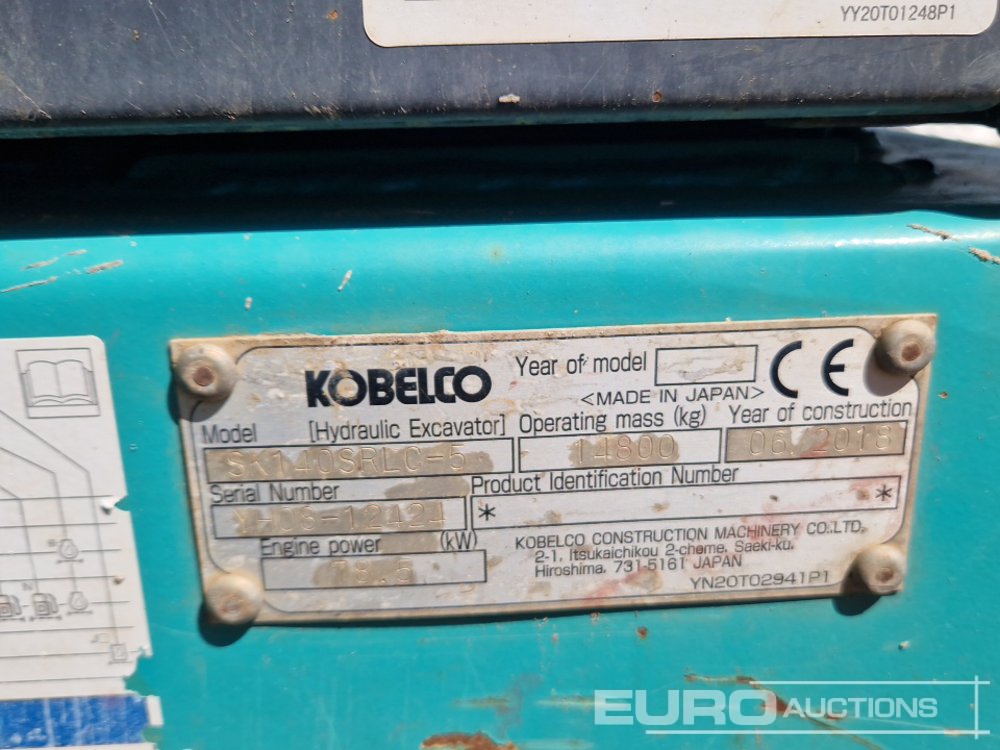 YY20T01248P1
KOBELCO
Year of model
<MADE IN JAPAN>
CE
Model [Hydraulic Excavator] Operating mass (kg) Year of construction
SK140SRLC-5 14800 06. 2018
Serial Number Product Identification Number
YH08-12424 * *
Engine power (kW)
78.5
KOBELCO CONSTRUCTION MACHINERY CO.,LTD.
2-1, Itsukaichikou 2-chome, Saeki-ku,
Hiroshima, 731-5161 JAPAN
YN20T02941P1
N
EURO AUCTIONS